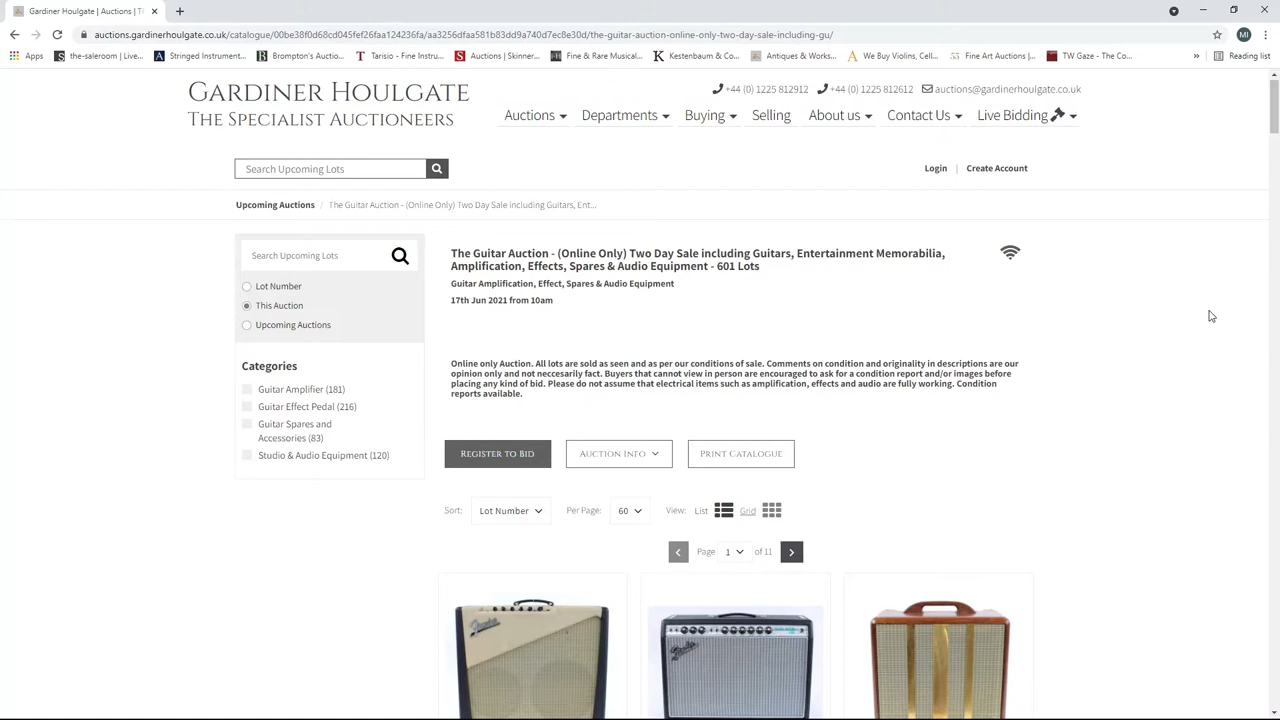 Gardiner Houlgate | Auctions | Th
auctions.gardinerhoulgate.co.uk/catalogue/00be38f0d68cd045fef26faa124236fa/aa3256dfaa581b83dd9a740d7ec8e30d/the-guitar-auction-online-only-two-day-sale-including-gu/
MI
Apps the-saleroom | Live... Stringed Instrument... Brompton's Auction... Tarisio - Fine Instru... Auctions | Skinner... Fine & Rare Musical... Kestenbaum & Co... Antiques & Works... We Buy Violins, Cell... Fine Art Auctions |... TW Gaze - The Co... » Reading list
GARDINER HOULGATE
THE SPECIALIST AUCTIONEERS
+44 (0) 1225 812912 +44 (0) 1225 812612 auctions@gardinerhoulgate.co.uk
Auctions Departments Buying Selling About us Contact Us Live Bidding
Search Upcoming Lots
Login | Create Account
Upcoming Auctions / The Guitar Auction - (Online Only) Two Day Sale including Guitars, Ent...
Search Upcoming Lots
Lot Number
This Auction
Upcoming Auctions
Categories
Guitar Amplifier (181)
Guitar Effect Pedal (216)
Guitar Spares and
Accessories (83)
Studio & Audio Equipment (120)
The Guitar Auction - (Online Only) Two Day Sale including Guitars, Entertainment Memorabilia,
Amplification, Effects, Spares & Audio Equipment - 601 Lots
Guitar Amplification, Effect, Spares & Audio Equipment
17th Jun 2021 from 10am
Online only Auction. All lots are sold as seen and as per our conditions of sale. Comments on condition and originality in descriptions are our
opinion only and not neccesarily fact. Buyers that cannot view in person are encouraged to ask for a condition report and/or images before
placing any kind of bid. Please do not assume that electrical items such as amplification, effects and audio are fully working. Condition
reports available.
REGISTER TO BID AUCTION INFO PRINT CATALOGUE
Sort: Lot Number Per Page: 60 View: List Grid
Page 1 of 11
Fender
Fender